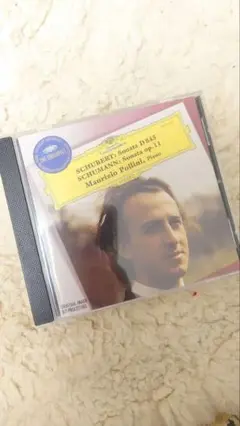 SCHUBERT: Sonata D 845
SCHUMANN: Sonata op. 11
Maurizio Pollini, Piano